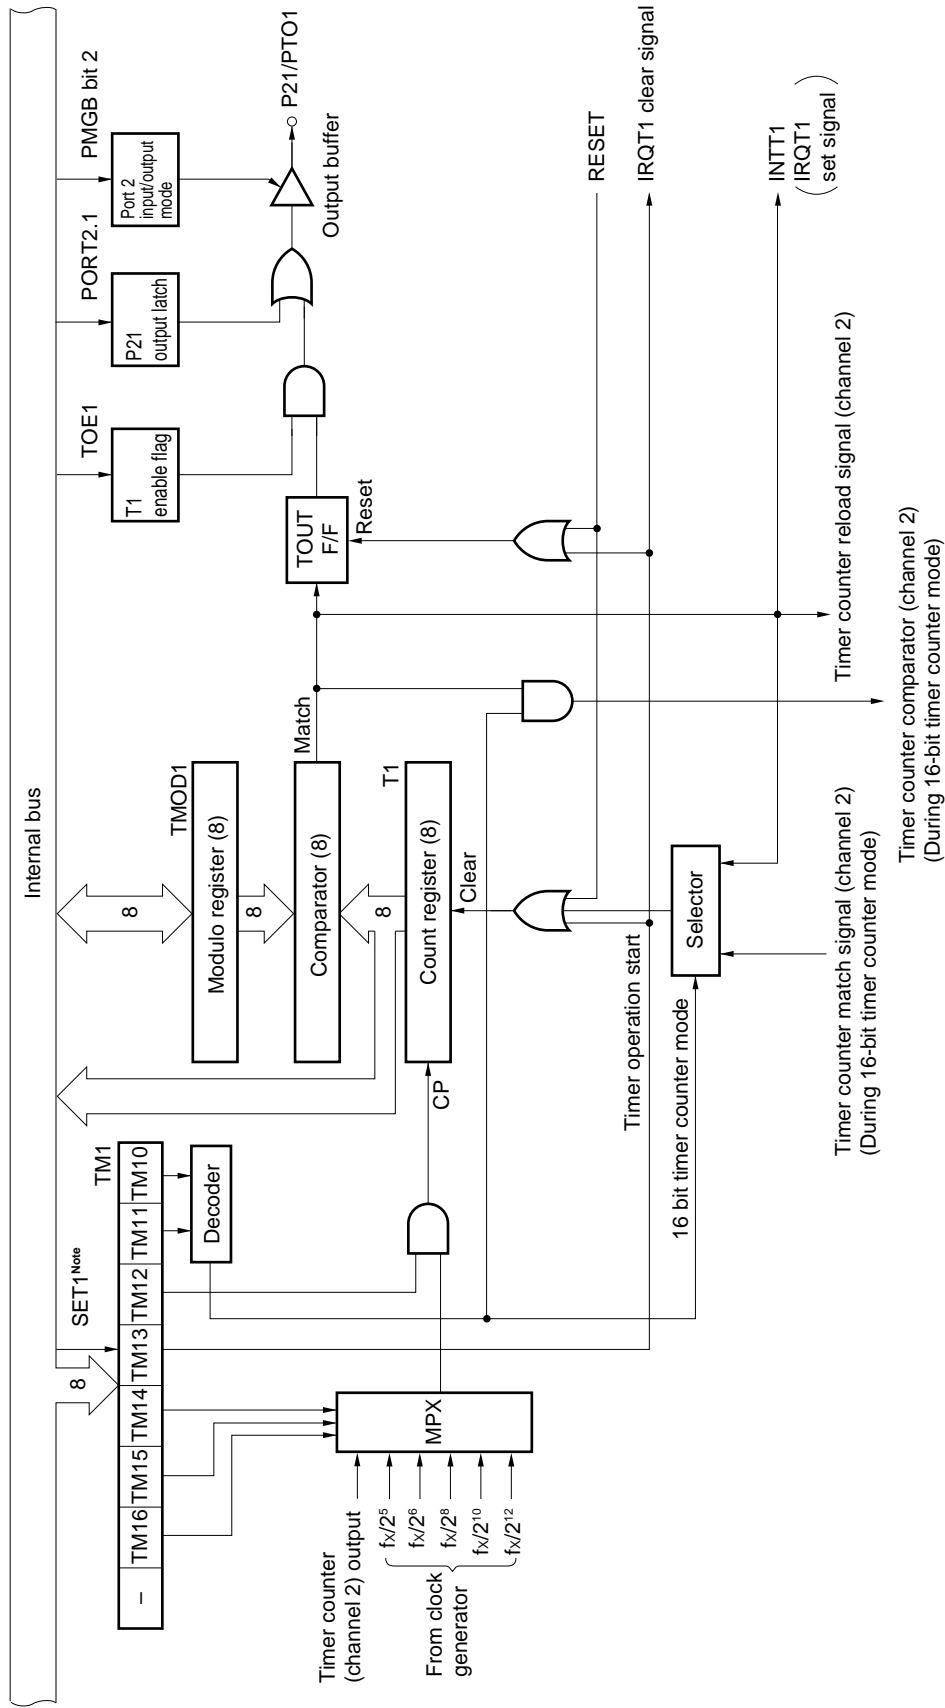 Internal bus
8
SET1Note
TM1
–
TM16
TM15
TM14
TM13
TM12
TM11
TM10
Decoder
8
TMOD1
Modulo register (8)
8
Comparator (8)
Match
8
T1
Count register (8)
CP
Clear
TOE1
T1
enable flag
PORT2.1
P21
output latch
PMGB bit 2
Port 2
input/output
mode
P21/PTO1
Output buffer
TOUT
F/F
Reset
Timer counter
(channel 2) output
fX/2⁵
fX/2⁶
fX/2⁸
fX/2¹⁰
fX/2¹²
From clock
generator
MPX
RESET
IRQT1 clear signal
Timer operation start
16 bit timer counter mode
Selector
INTT1
(IRQT1
set signal)
Timer counter reload signal (channel 2)
Timer counter match signal (channel 2)
(During 16-bit timer counter mode)
Timer counter comparator (channel 2)
(During 16-bit timer counter mode)